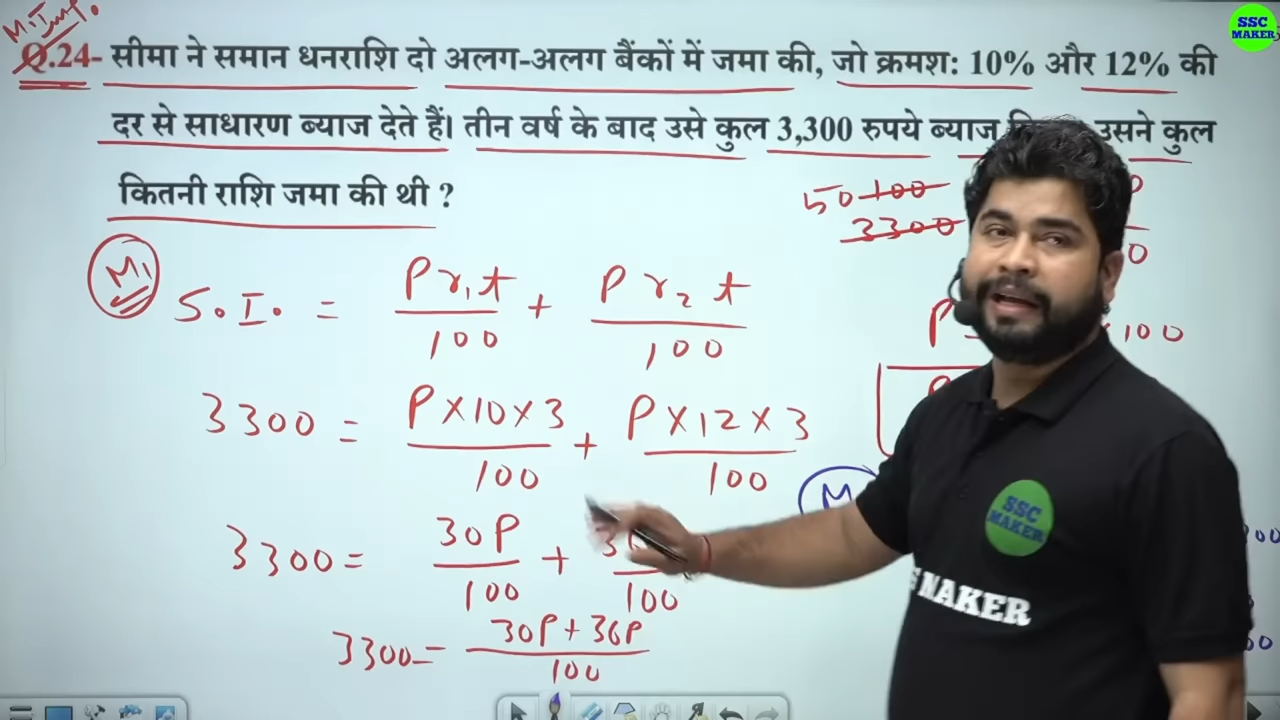 M.Imp.
SSC MAKER
Q.24- सीमा ने समान धनराशि दो अलग-अलग बैंकों में जमा की, जो क्रमश: 10% और 12% की
दर से साधारण ब्याज देते हैं। तीन वर्ष के बाद उसे कुल 3,300 रुपये ब्याज उसने कुल
कितनी राशि जमा की थी ?
50 100
3300
M1
S.I. = Pr₁t/100 + Pr₂t/100
P × 100
3300 = P×10×3/100 + P×12×3/100
M
3300 = 30P/100 + 100
3300 = 30P+36P/100
SSC MAKER
MAKER